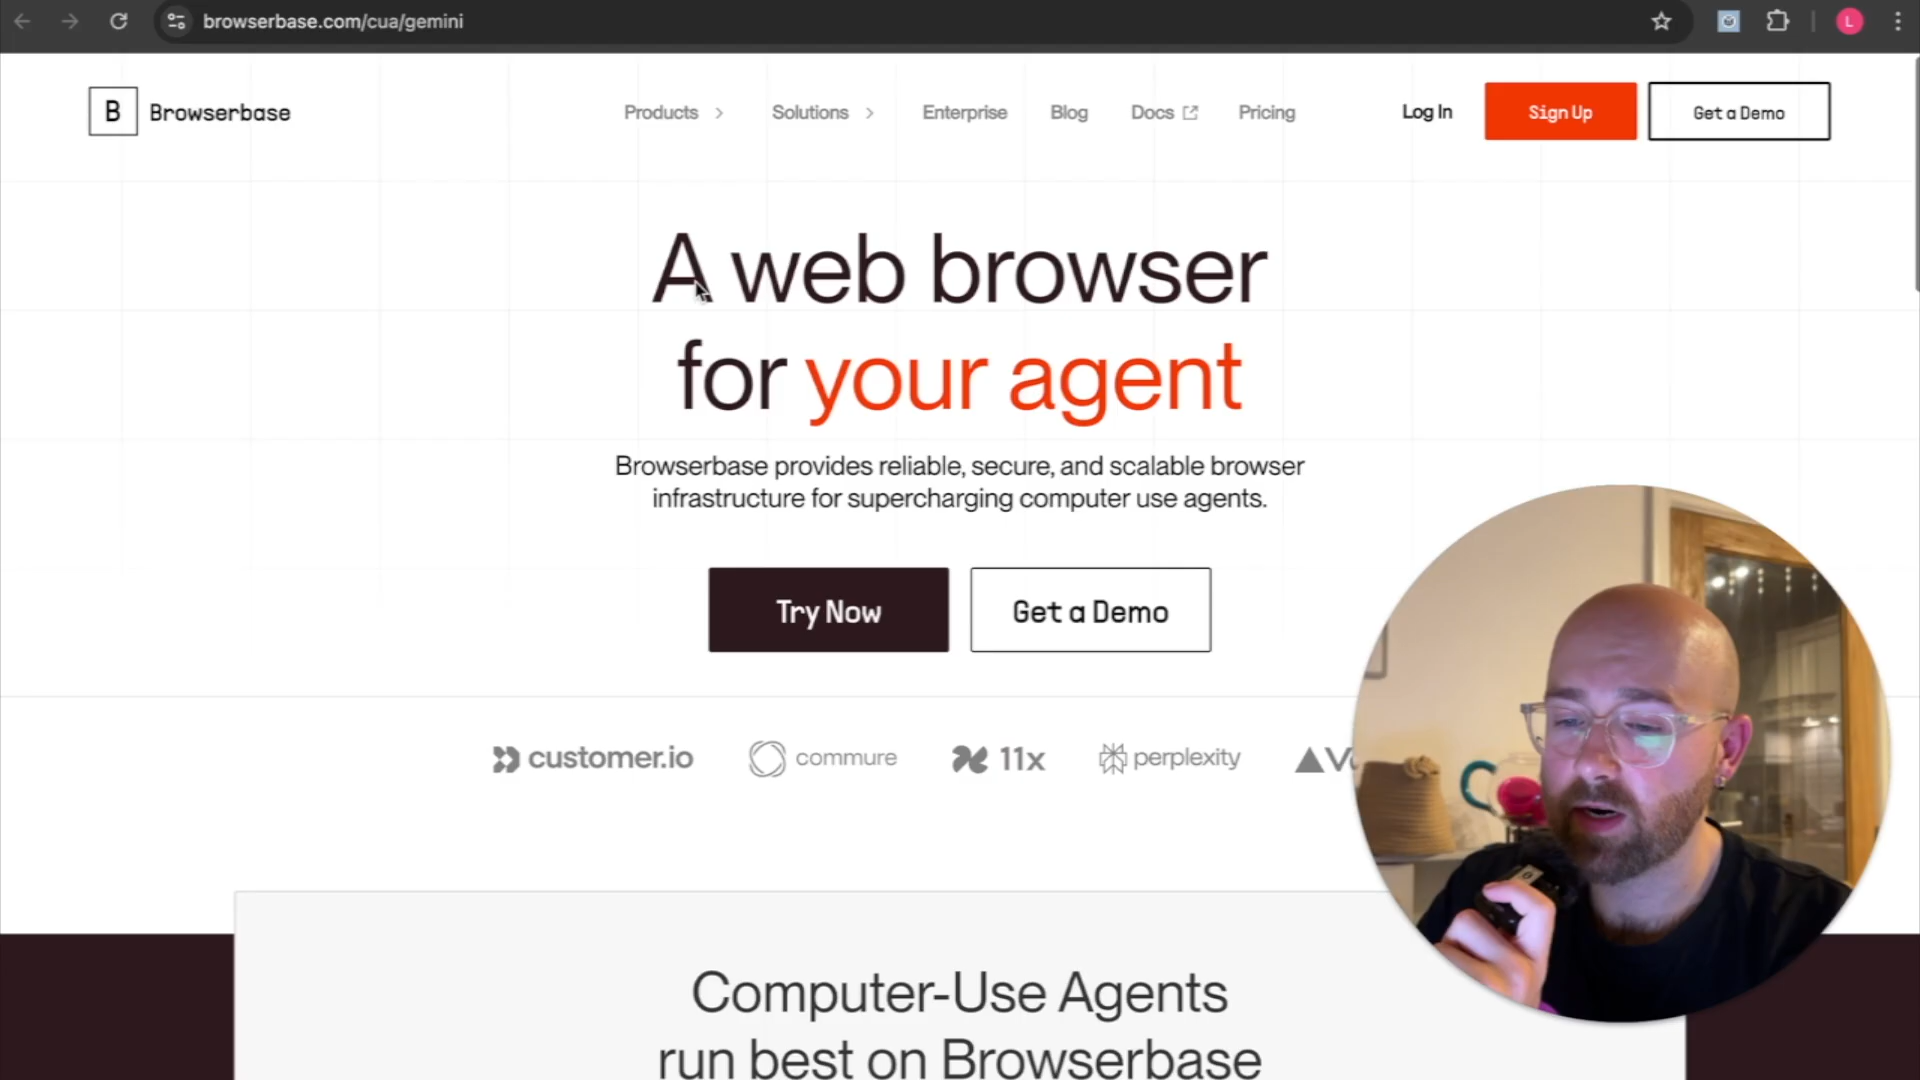 browserbase.com/cua/gemini
L
B Browserbase
Products Solutions Enterprise Blog Docs Pricing Log In Sign Up Get a Demo
A web browser
for your agent
Browserbase provides reliable, secure, and scalable browser
infrastructure for supercharging computer use agents.
Try Now Get a Demo
customer.io commure 11x perplexity
Computer-Use Agents
run best on Browserbase